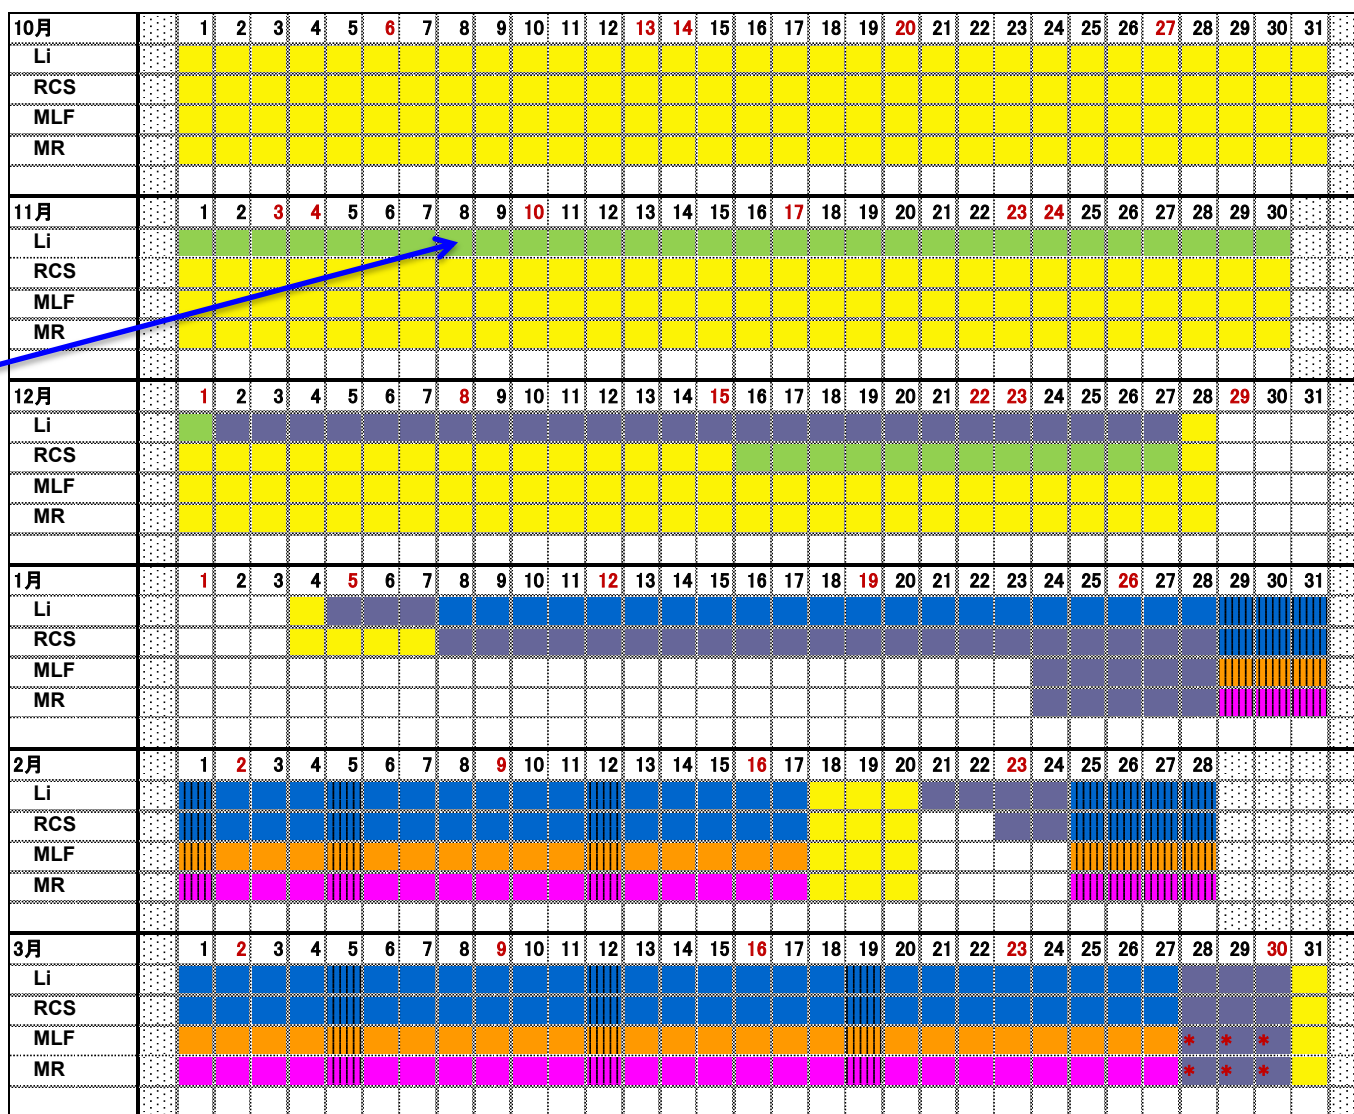 10月 1 2 3 4 5 6 7 8 9 10 11 12 13 14 15 16 17 18 19 20 21 22 23 24 25 26 27 28 29 30 31
Li
RCS
MLF
MR
11月 1 2 3 4 5 6 7 8 9 10 11 12 13 14 15 16 17 18 19 20 21 22 23 24 25 26 27 28 29 30
Li
RCS
MLF
MR
12月 1 2 3 4 5 6 7 8 9 10 11 12 13 14 15 16 17 18 19 20 21 22 23 24 25 26 27 28 29 30 31
Li
RCS
MLF
MR
1月 1 2 3 4 5 6 7 8 9 10 11 12 13 14 15 16 17 18 19 20 21 22 23 24 25 26 27 28 29 30 31
Li
RCS
MLF
MR
2月 1 2 3 4 5 6 7 8 9 10 11 12 13 14 15 16 17 18 19 20 21 22 23 24 25 26 27 28
Li
RCS
MLF
MR
3月 1 2 3 4 5 6 7 8 9 10 11 12 13 14 15 16 17 18 19 20 21 22 23 24 25 26 27 28 29 30 31
Li
RCS
MLF * * *
MR * * *